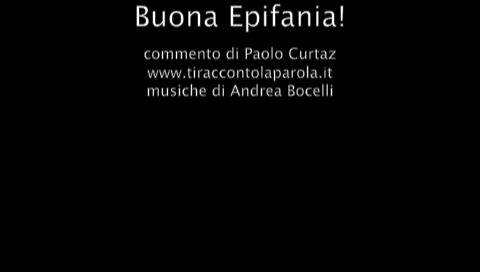 Buona Epifania!
commento di Paolo Curtaz
www.tiraccontolaparola.it
musiche di Andrea Bocelli